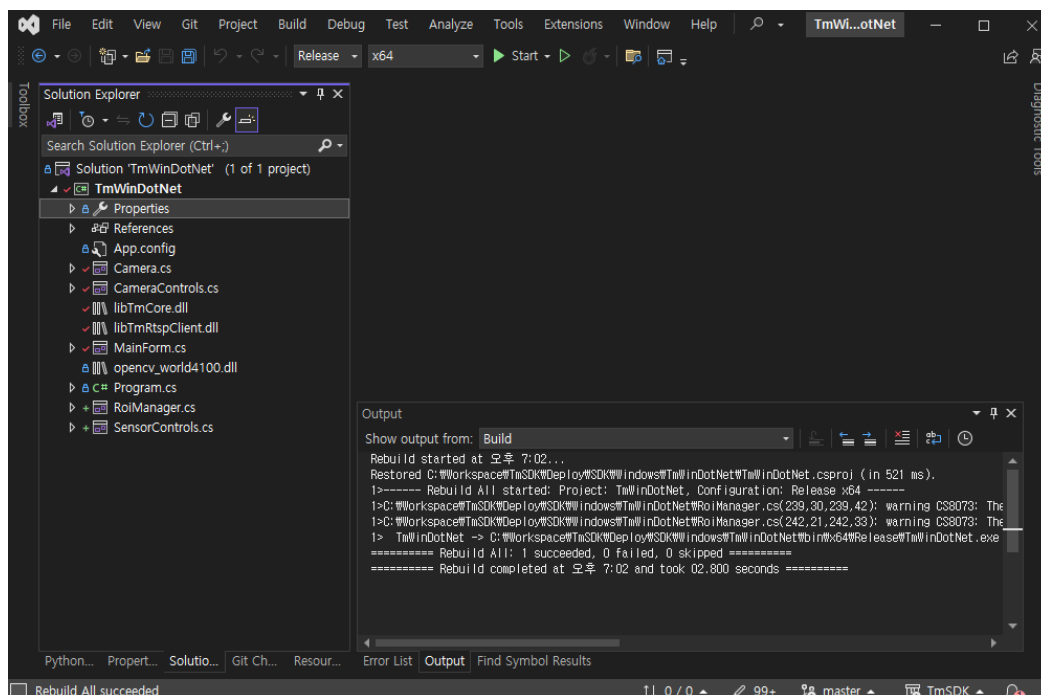 File Edit View Git Project Build Debug Test Analyze Tools Extensions Window Help TmWi...otNet
Release x64 Start
Toolbox
Solution Explorer
Search Solution Explorer (Ctrl+;)
Solution 'TmWinDotNet' (1 of 1 project)
C# TmWinDotNet
Properties
References
App.config
Camera.cs
CameraControls.cs
libTmCore.dll
libTmRtspClient.dll
MainForm.cs
opencv_world4100.dll
C# Program.cs
RoiManager.cs
SensorControls.cs
Diagnostic Tools
Output
Show output from: Build
Rebuild started at 오후 7:02...
Restored C:₩Workspace₩TmSDK₩Deploy₩SDK₩Windows₩TmWinDotNet₩TmWinDotNet.csproj (in 521 ms).
1>------ Rebuild All started: Project: TmWinDotNet, Configuration: Release x64 ------
1>C:₩Workspace₩TmSDK₩Deploy₩SDK₩Windows₩TmWinDotNet₩RoiManager.cs(239,30,239,42): warning CS8073: The
1>C:₩Workspace₩TmSDK₩Deploy₩SDK₩Windows₩TmWinDotNet₩RoiManager.cs(242,21,242,33): warning CS8073: The
1>  TmWinDotNet -> C:₩Workspace₩TmSDK₩Deploy₩SDK₩Windows₩TmWinDotNet₩bin₩x64₩Release₩TmWinDotNet.exe
========== Rebuild All: 1 succeeded, 0 failed, 0 skipped ==========
========== Rebuild completed at 오후 7:02 and took 02.800 seconds ==========
Python... Propert... Solutio... Git Ch... Resour...
Error List Output Find Symbol Results
Rebuild All succeeded 0 / 0 99+ master TmSDK